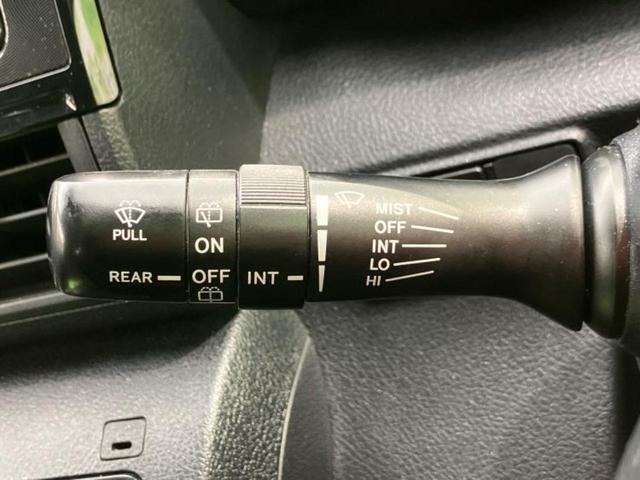 PULL
REAR
ON
OFF
INT
MIST
OFF
INT
LO
HI